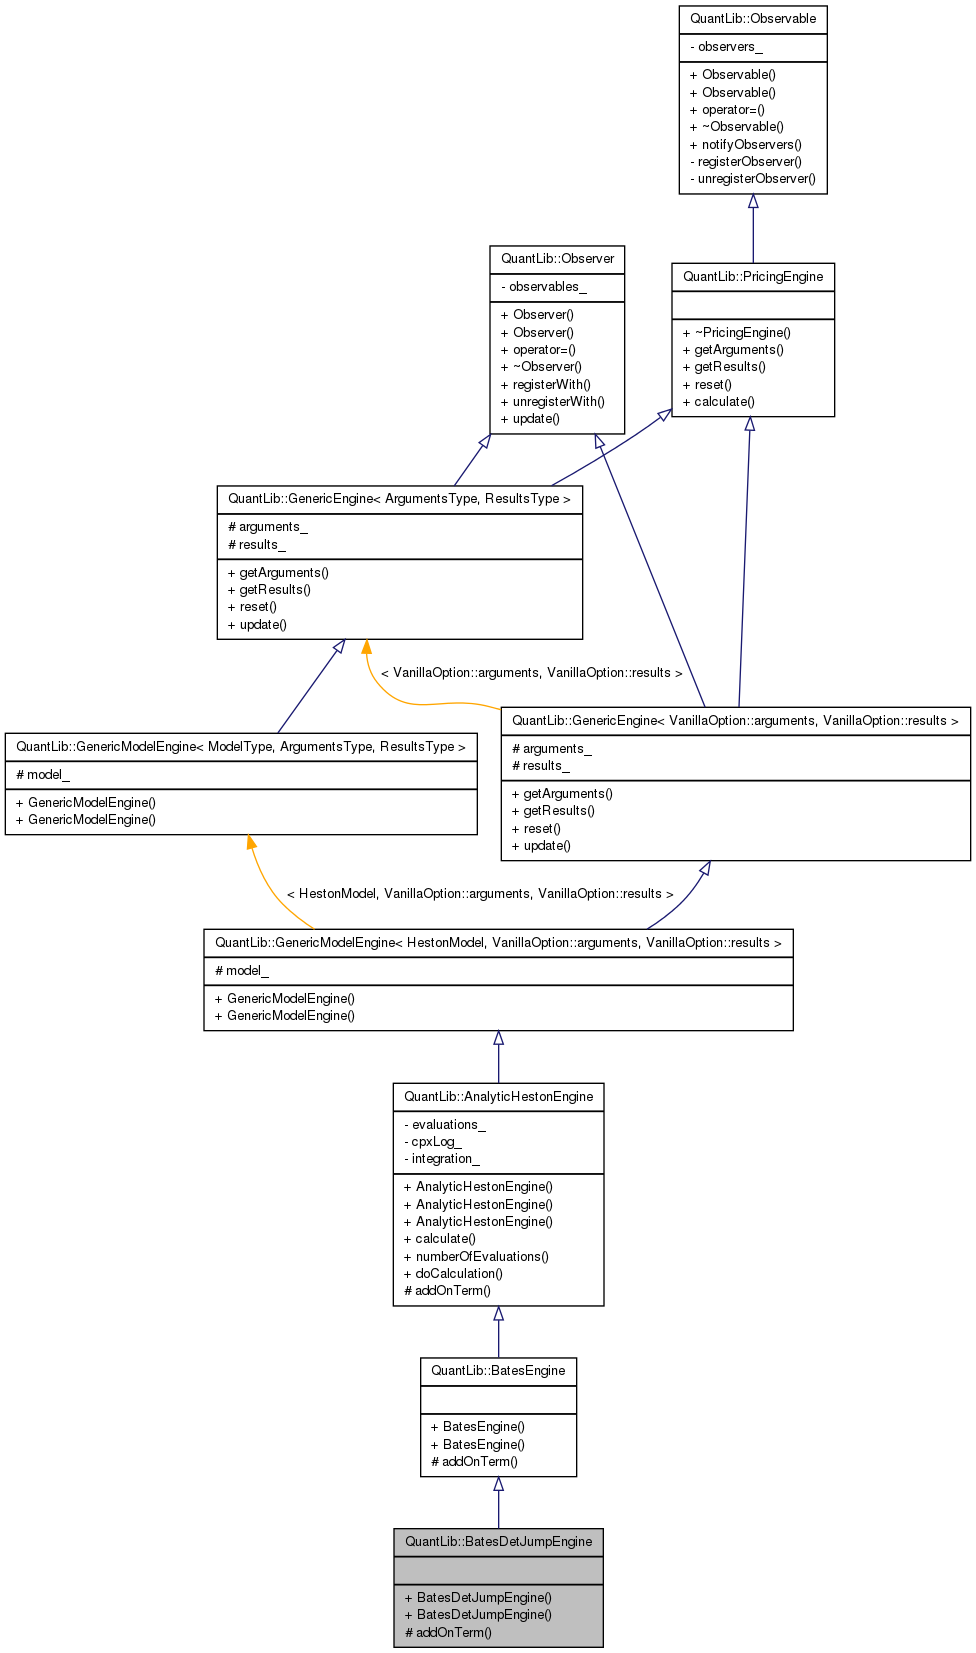 QuantLib::Observable
- observers_
+ Observable()
+ Observable()
+ operator=()
+ ~Observable()
+ notifyObservers()
- registerObserver()
- unregisterObserver()
QuantLib::Observer
- observables_
+ Observer()
+ Observer()
+ operator=()
+ ~Observer()
+ registerWith()
+ unregisterWith()
+ update()
QuantLib::PricingEngine
+ ~PricingEngine()
+ getArguments()
+ getResults()
+ reset()
+ calculate()
QuantLib::GenericEngine< ArgumentsType, ResultsType >
# arguments_
# results_
+ getArguments()
+ getResults()
+ reset()
+ update()
< VanillaOption::arguments, VanillaOption::results >
QuantLib::GenericEngine< VanillaOption::arguments, VanillaOption::results >
# arguments_
# results_
+ getArguments()
+ getResults()
+ reset()
+ update()
QuantLib::GenericModelEngine< ModelType, ArgumentsType, ResultsType >
# model_
+ GenericModelEngine()
+ GenericModelEngine()
< HestonModel, VanillaOption::arguments, VanillaOption::results >
QuantLib::GenericModelEngine< HestonModel, VanillaOption::arguments, VanillaOption::results >
# model_
+ GenericModelEngine()
+ GenericModelEngine()
QuantLib::AnalyticHestonEngine
- evaluations_
- cpxLog_
- integration_
+ AnalyticHestonEngine()
+ AnalyticHestonEngine()
+ AnalyticHestonEngine()
+ calculate()
+ numberOfEvaluations()
+ doCalculation()
# addOnTerm()
QuantLib::BatesEngine
+ BatesEngine()
+ BatesEngine()
# addOnTerm()
QuantLib::BatesDetJumpEngine
+ BatesDetJumpEngine()
+ BatesDetJumpEngine()
# addOnTerm()